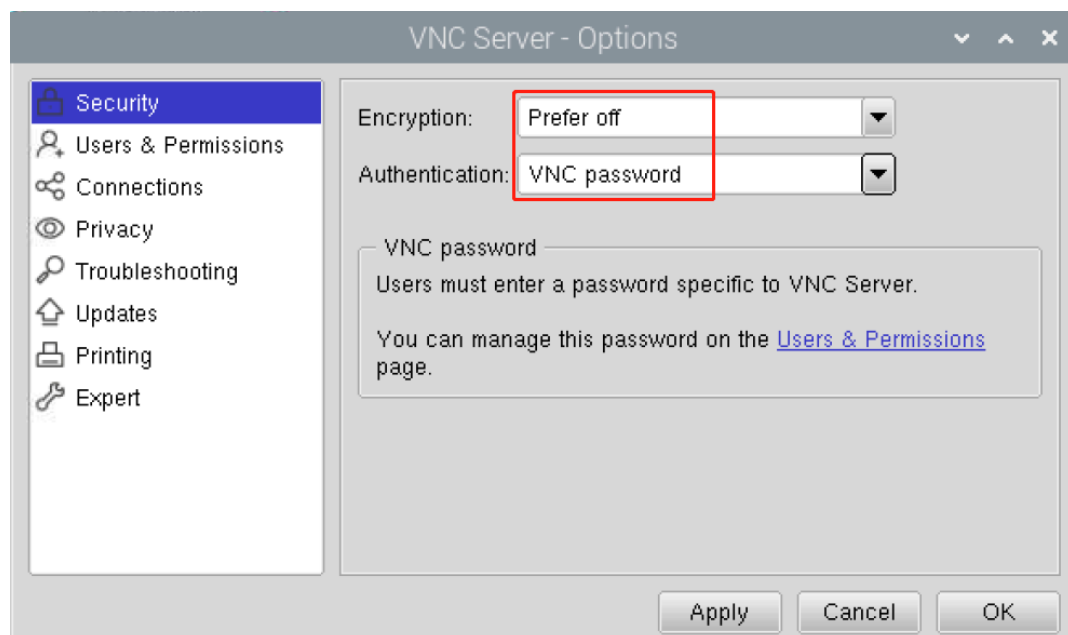 VNC Server - Options
Security
Users & Permissions
Connections
Privacy
Troubleshooting
Updates
Printing
Expert
Encryption: Prefer off
Authentication: VNC password
VNC password
Users must enter a password specific to VNC Server.
You can manage this password on the Users & Permissions
page.
Apply Cancel OK